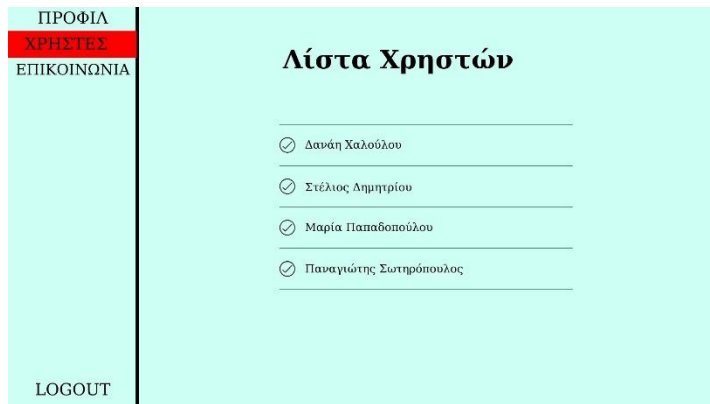 ΠΡΟΦΙΛ
ΧΡΗΣΤΕΣ
ΕΠΙΚΟΙΝΩΝΙΑ
LOGOUT
Λίστα Χρηστών
Δανάη Χαλούλου
Στέλιος Δημητρίου
Μαρία Παπαδοπούλου
Παναγιώτης Σωτηρόπουλος